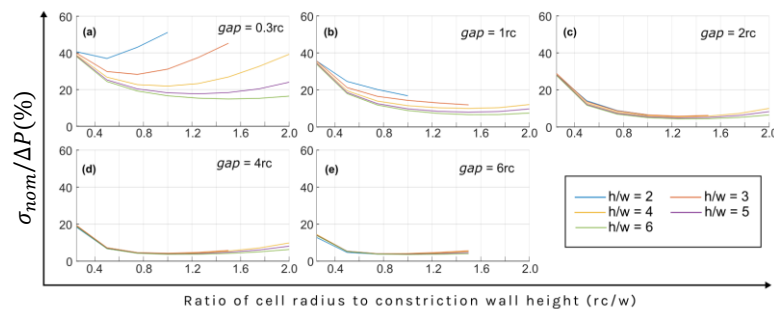 60
(a)
gap = 0.3rc
40
20
0
0.4 0.8 1.2 1.6 2.0
60
(b)
gap = 1rc
40
20
0
0.4 0.8 1.2 1.6 2.0
60
(c)
gap = 2rc
40
20
0
0.4 0.8 1.2 1.6 2.0
σnom/ΔP(%)
60
(d)
gap = 4rc
40
20
0
0.4 0.8 1.2 1.6 2.0
60
(e)
gap = 6rc
40
20
0
0.4 0.8 1.2 1.6 2.0
h/w = 2 h/w = 3
h/w = 4 h/w = 5
h/w = 6
Ratio of cell radius to constriction wall height (rc/w)